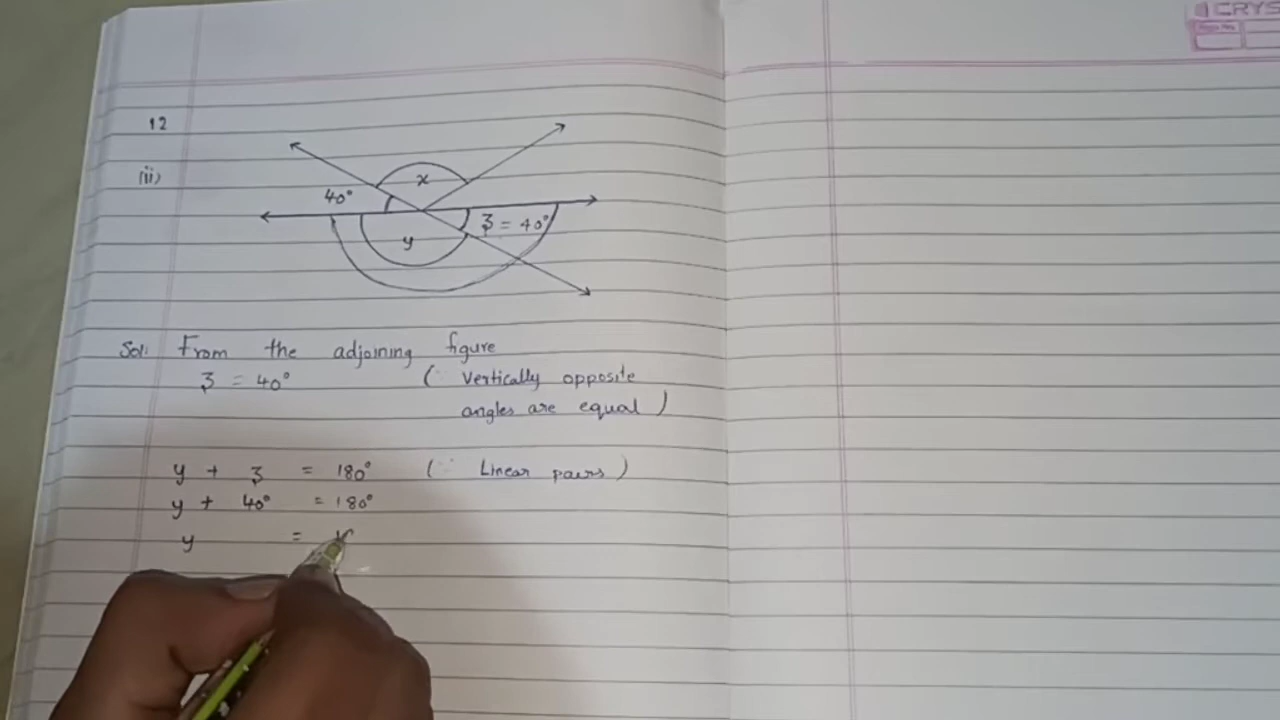 CRYS
12
(ii)
x
40°
ʒ = 40°
y
Sol: From the adjoining figure
ʒ = 40° (∵ Vertically opposite
angles are equal)
y + ʒ = 180° (∵ Linear pairs)
y + 40° = 180°
y =